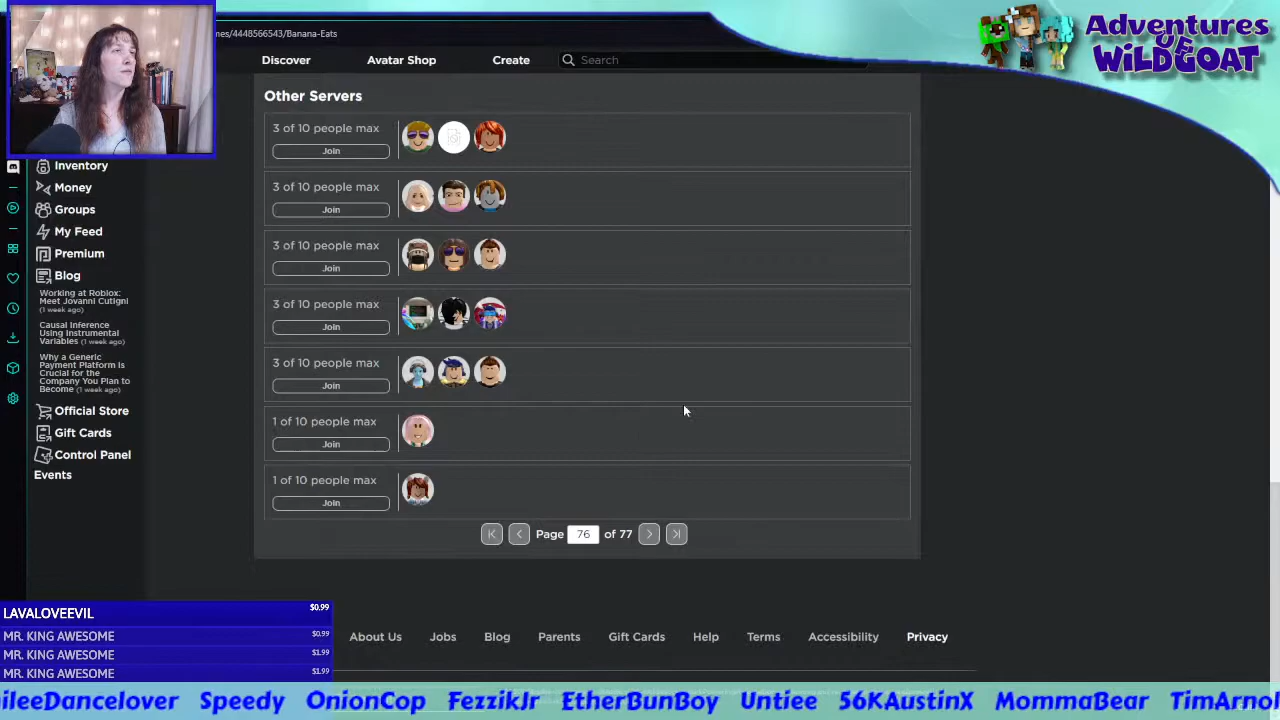 nes/4448566543/Banana-Eats
Adventures
OF
WiLDGOAT
Discover
Avatar Shop
Create
Search
Inventory
Money
Groups
My Feed
Premium
Blog
Working at Roblox:
Meet Jovanni Cutigni
(1 week ago)
Causal Inference
Using Instrumental
Variables (1 week ago)
Why a Generic
Payment Platform Is
Crucial for the
Company You Plan to
Become (1 week ago)
Official Store
Gift Cards
Control Panel
Events
Other Servers
3 of 10 people max
Join
3 of 10 people max
Join
3 of 10 people max
Join
3 of 10 people max
Join
3 of 10 people max
Join
1 of 10 people max
Join
1 of 10 people max
Join
Page 76 of 77
About Us
Jobs
Blog
Parents
Gift Cards
Help
Terms
Accessibility
Privacy
LAVALOVEEVIL $0.99
MR. KING AWESOME $0.99
MR. KING AWESOME $1.99
MR. KING AWESOME $1.99
aileeDancelover Speedy OnionCop FezzikJr EtherBunBoy Untiee 56KAustinX MommaBear TimArnol